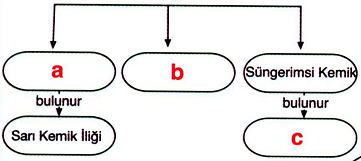 a
b
Süngerimsi Kemik
bulunur
bulunur
Sarı Kemik İliği
c